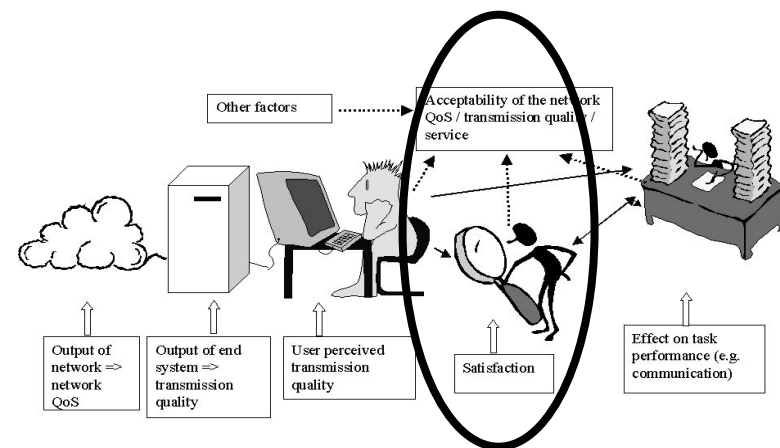 Other factors
Acceptability of the network
QoS / transmission quality /
service
Output of
network =>
network
QoS
Output of end
system =>
transmission
quality
User perceived
transmission
quality
Satisfaction
Effect on task
performance (e.g.
communication)